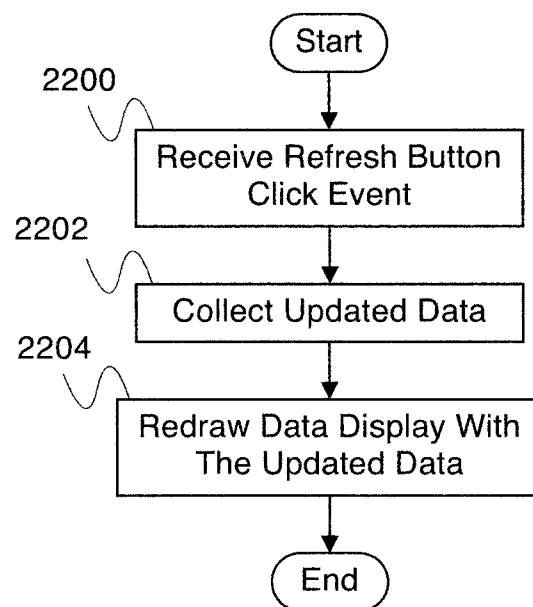 Start
2200
Receive Refresh Button
Click Event
2202
Collect Updated Data
2204
Redraw Data Display With
The Updated Data
End